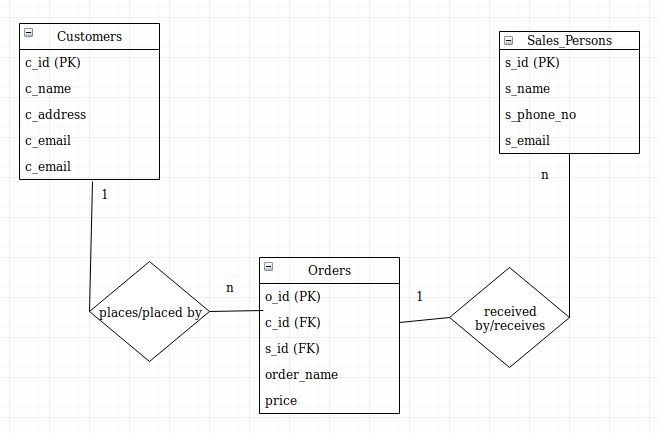 Customers
c_id (PK)
c_name
c_address
c_email
c_email
Sales_Persons
s_id (PK)
s_name
s_phone_no
s_email
1
n
places/placed by
n
Orders
o_id (PK)
c_id (FK)
s_id (FK)
order_name
price
1
received
by/receives